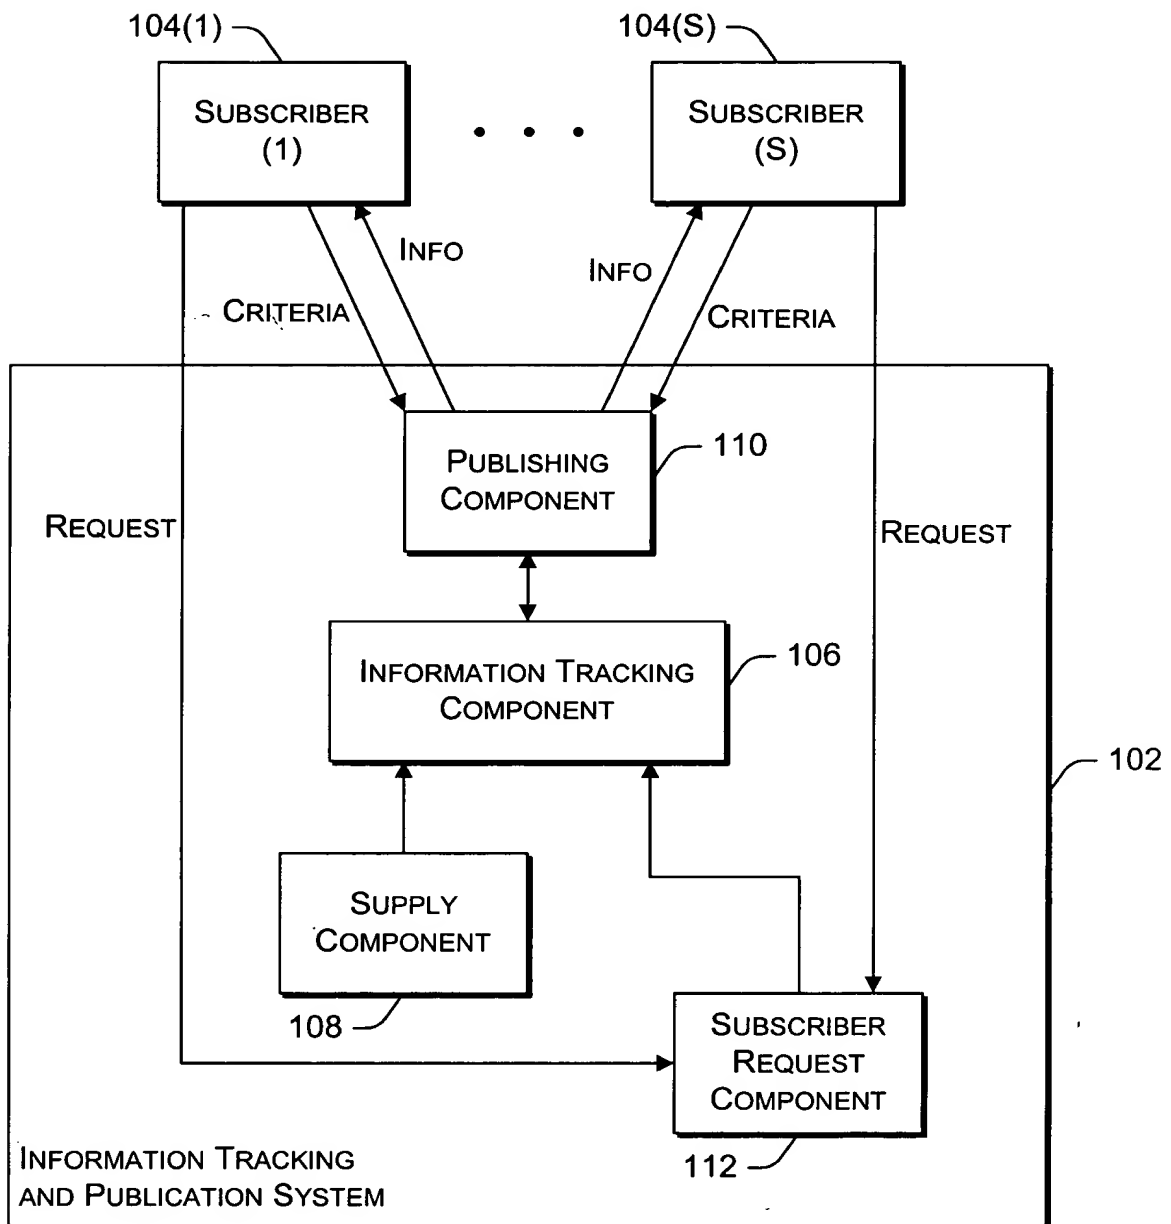 104(1)
104(S)
SUBSCRIBER
(1)
SUBSCRIBER
(S)
INFO
INFO
CRITERIA
CRITERIA
PUBLISHING
COMPONENT
110
REQUEST
REQUEST
INFORMATION TRACKING
COMPONENT
106
102
SUPPLY
COMPONENT
108
SUBSCRIBER
REQUEST
COMPONENT
112
INFORMATION TRACKING
AND PUBLICATION SYSTEM